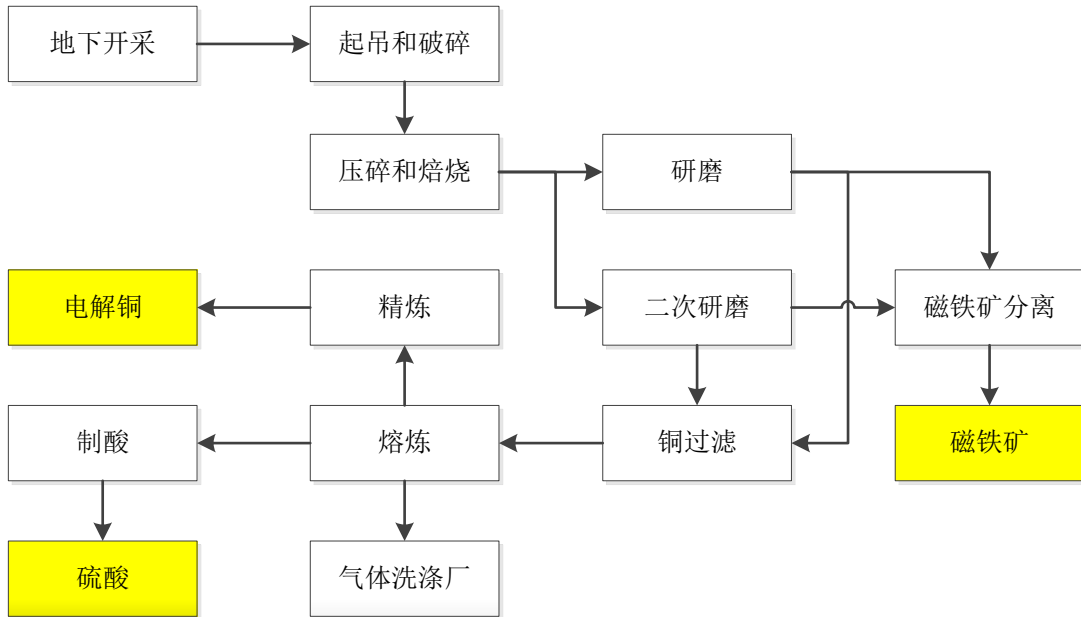 地下开采
起吊和破碎
压碎和焙烧
研磨
电解铜
精炼
二次研磨
磁铁矿分离
制酸
熔炼
铜过滤
磁铁矿
硫酸
气体洗涤厂